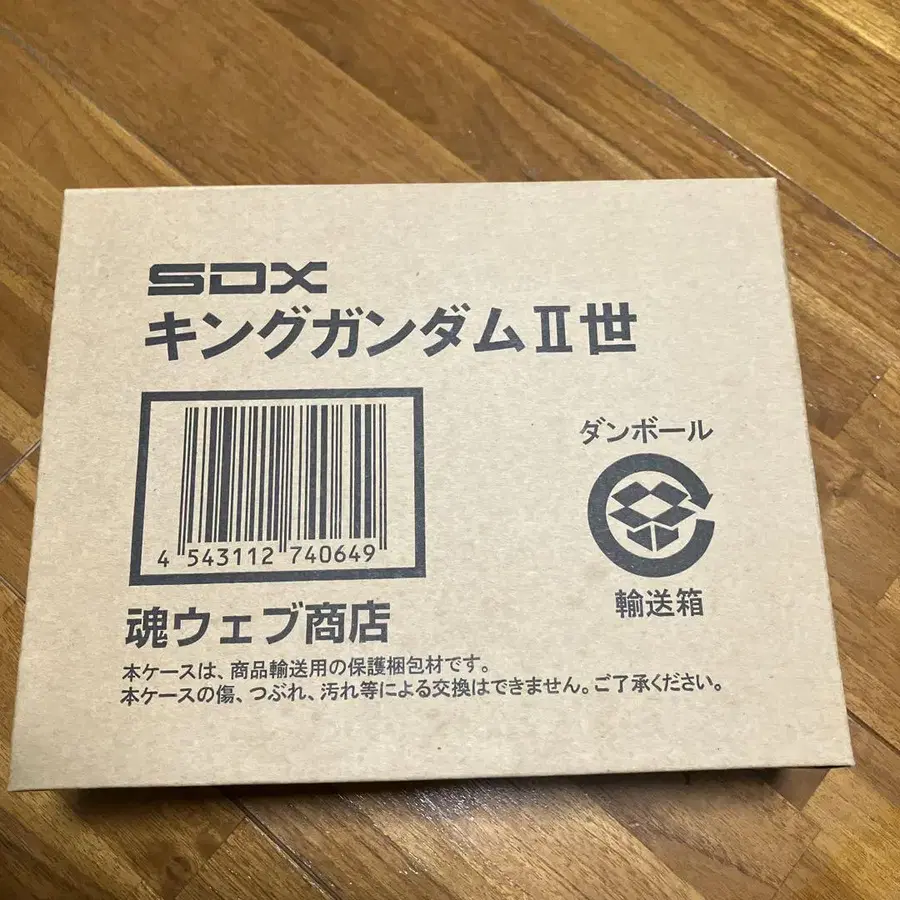 SDX
キングガンダムⅡ世
4 543112 740649
ダンボール
輸送箱
魂ウェブ商店
本ケースは、商品輸送用の保護梱包材です。
本ケースの傷、つぶれ、汚れ等による交換はできません。ご了承ください。